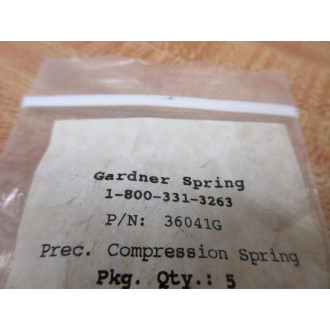 Gardner Spring
1-800-331-3263
P/N: 36041G
Prec. Compression Spring
Pkg. Qty.: 5